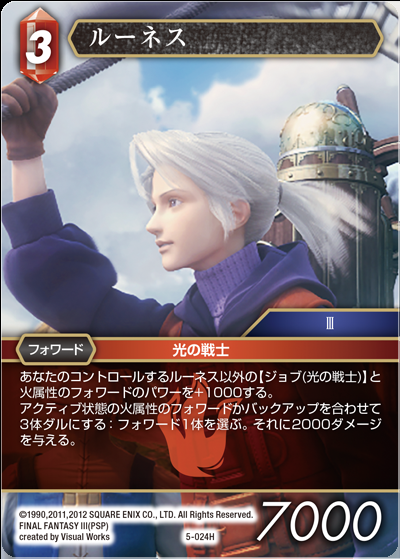 3
ルーネス
III
フォワード
光の戦士
あなたのコントロールするルーネス以外の【ジョブ(光の戦士)】と
火属性のフォワードのパワーを+1000する。
アクティブ状態の火属性のフォワードかバックアップを合わせて
3体ダルにする:フォワード1体を選ぶ。それに2000ダメージ
を与える。
©1990,2011,2012 SQUARE ENIX CO., LTD. All Rights Reserved.
FINAL FANTASY III(PSP)
created by Visual Works
5-024H
7000